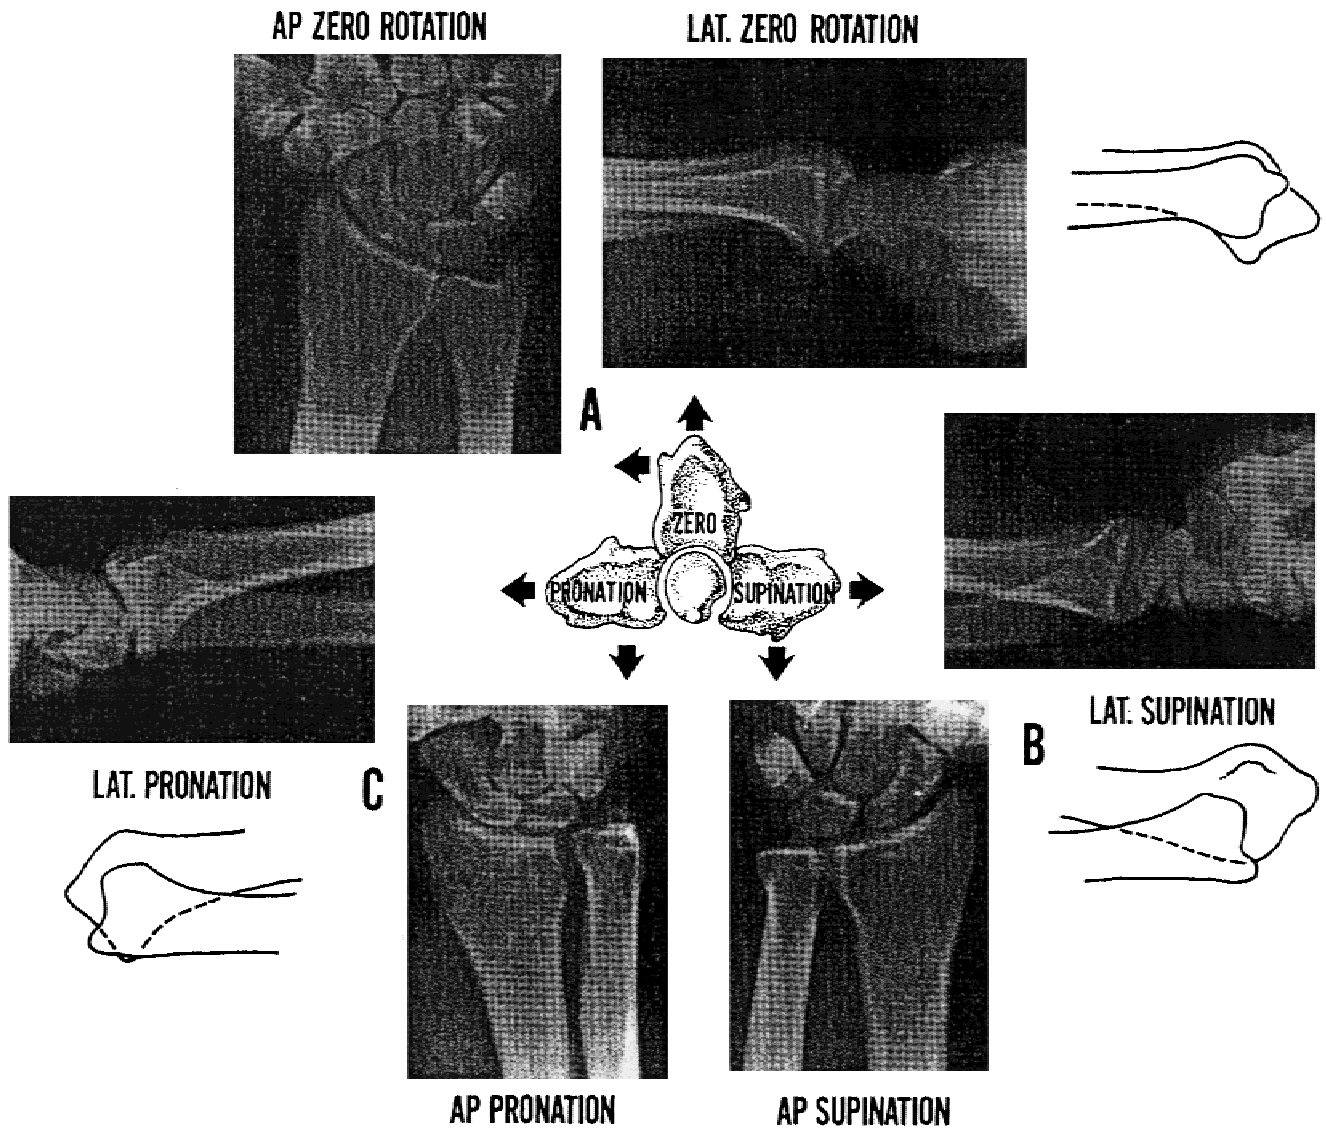 AP ZERO ROTATION
LAT. ZERO ROTATION
A
ZERO
PRONATION
SUPINATION
LAT. PRONATION
C
B
LAT. SUPINATION
AP PRONATION
AP SUPINATION